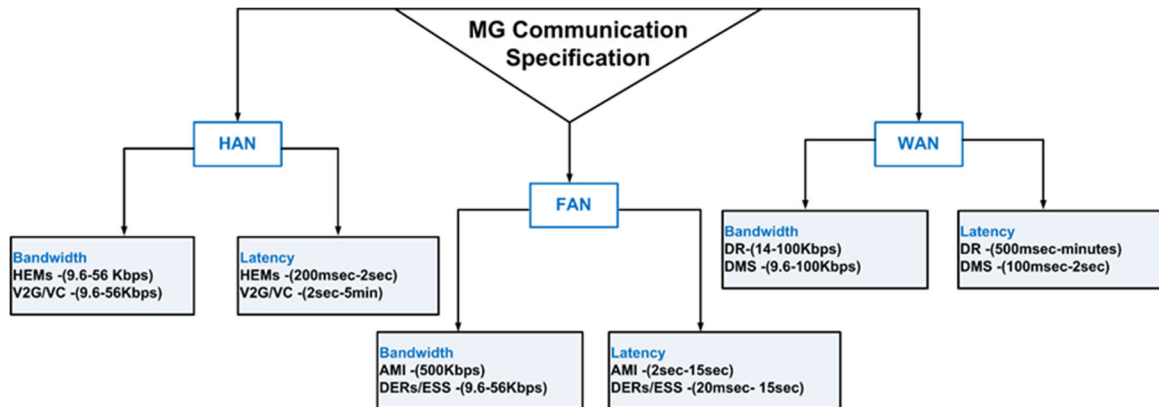 MG Communication
Specification
HAN
WAN
FAN
Bandwidth
HEMs -(9.6-56 Kbps)
V2G/VC -(9.6-56Kbps)
Latency
HEMs -(200msec-2sec)
V2G/VC -(2sec-5min)
Bandwidth
DR-(14-100Kbps)
DMS -(9.6-100Kbps)
Latency
DR -(500msec-minutes)
DMS -(100msec-2sec)
Bandwidth
AMI -(500Kbps)
DERs/ESS -(9.6-56Kbps)
Latency
AMI -(2sec-15sec)
DERs/ESS -(20msec- 15sec)